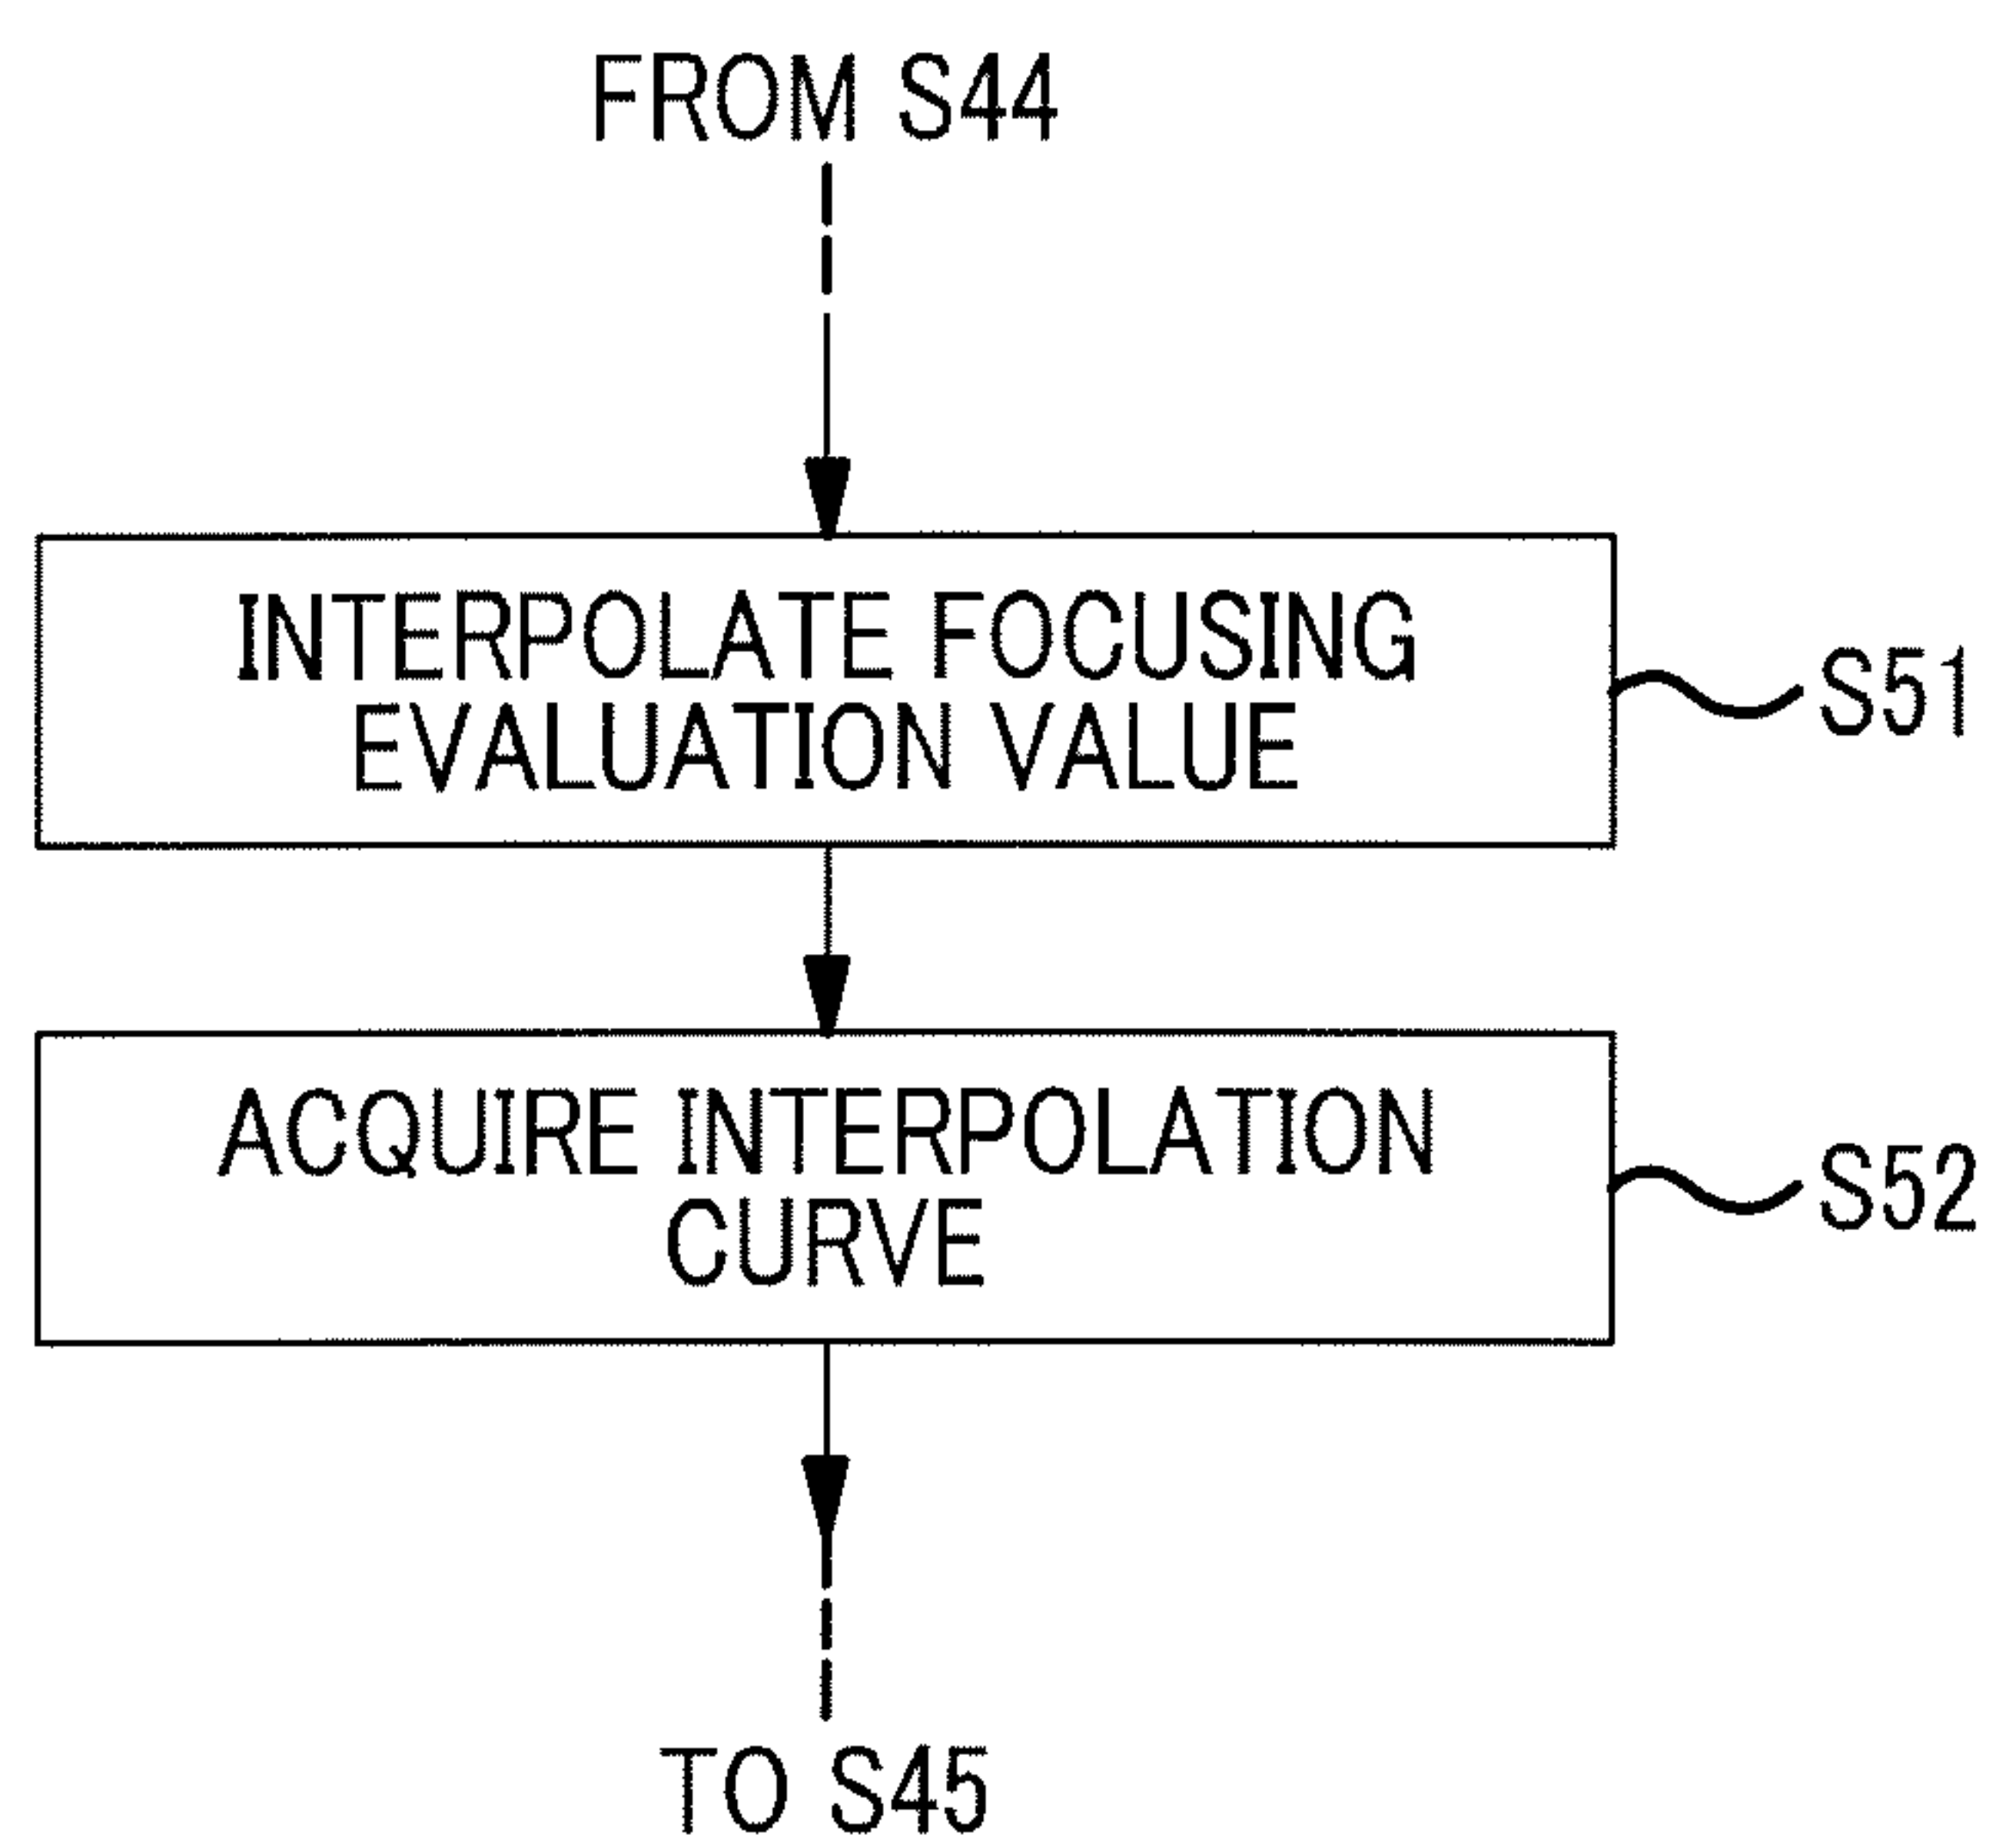 FROM S44
INTERPOLATE FOCUSING
EVALUATION VALUE
S51
ACQUIRE INTERPOLATION
CURVE
S52
TO S45